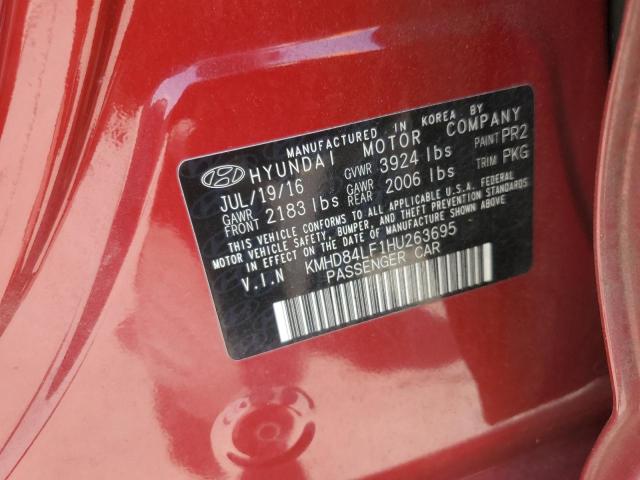 MANUFACTURED IN KOREA BY
HYUNDAI MOTOR COMPANY
JUL/19/16 GVWR 3924 lbs PAINT PR2
GAWR FRONT 2183 lbs GAWR REAR 2006 lbs TRIM PKG
THIS VEHICLE CONFORMS TO ALL APPLICABLE U.S.A. FEDERAL
MOTOR VEHICLE SAFETY, BUMPER, AND THEFT PREVENTION STANDARDS
IN EFFECT ON THE DATE OF MANUFACTURE SHOWN ABOVE.
V.I.N KMHD84LF1HU263695
PASSENGER CAR